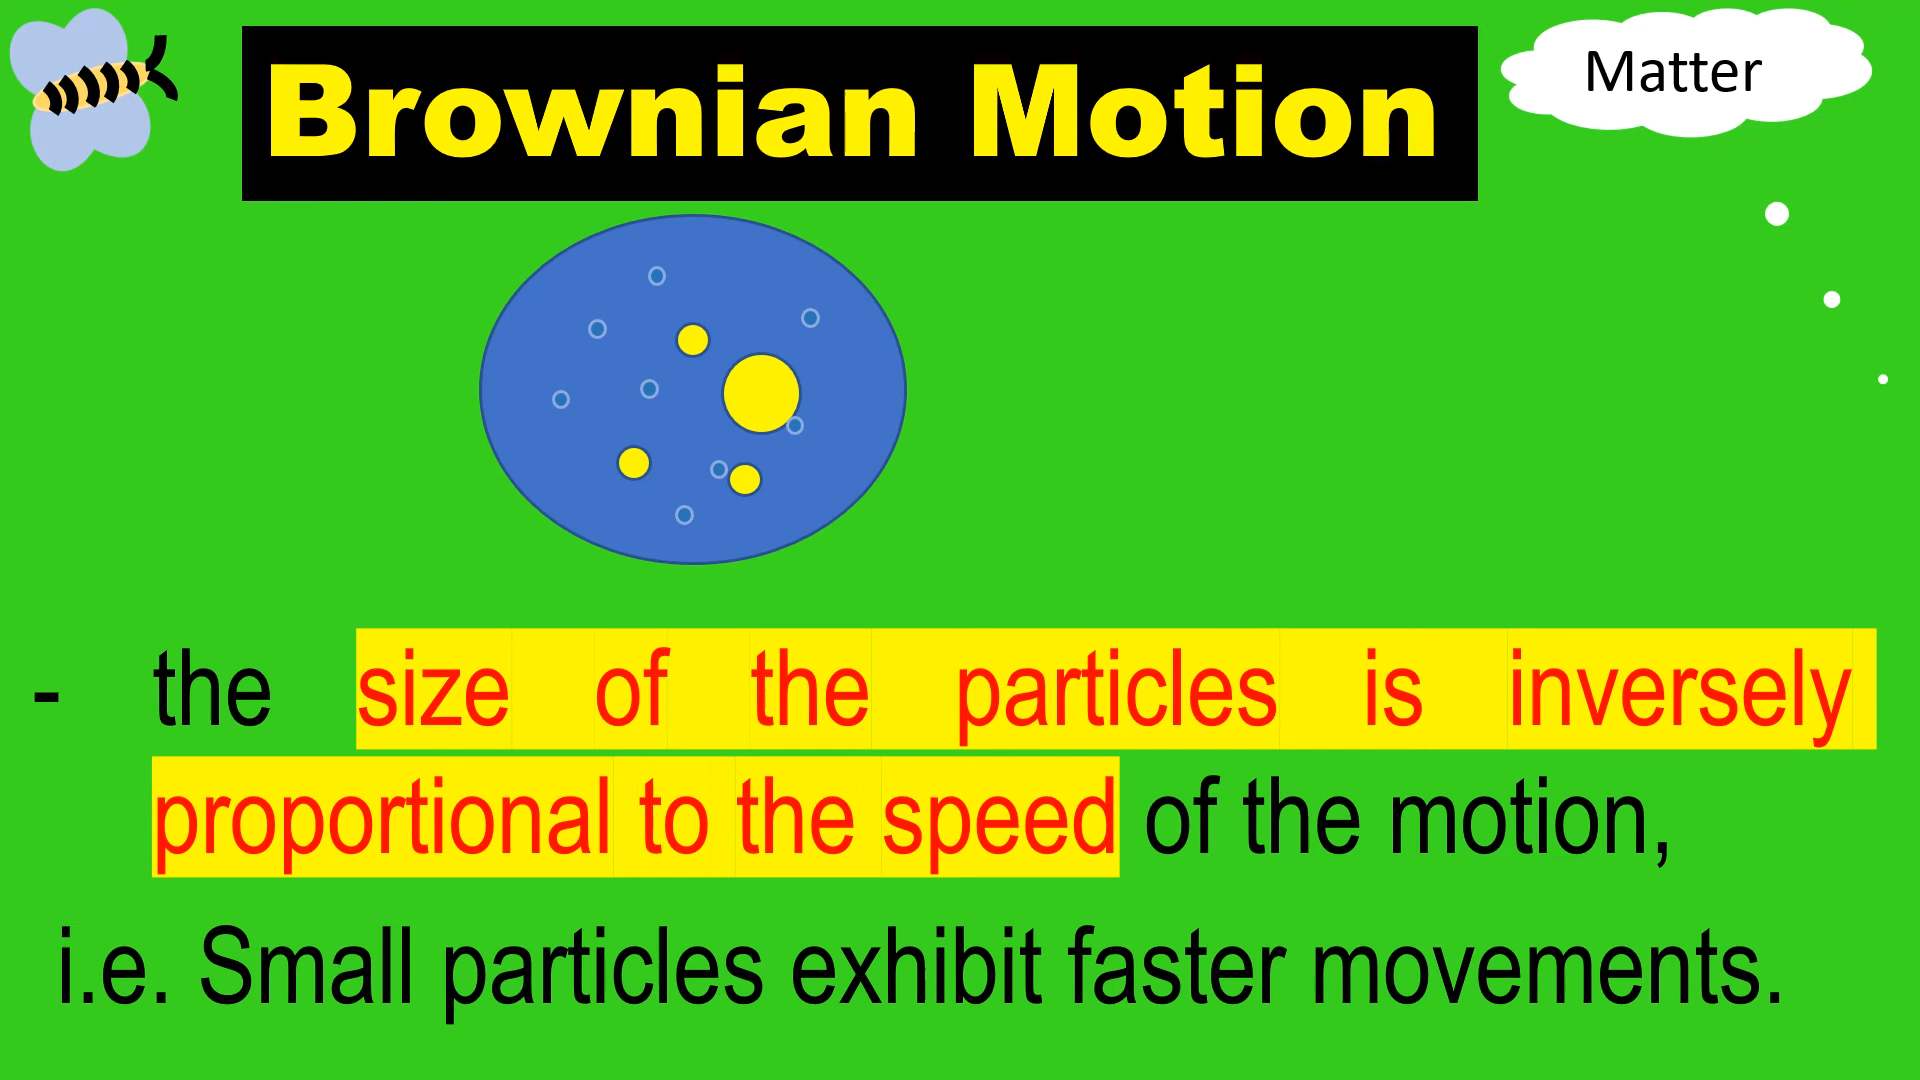 Brownian Motion
Matter
- the size of the particles is inversely
proportional to the speed of the motion,
i.e. Small particles exhibit faster movements.